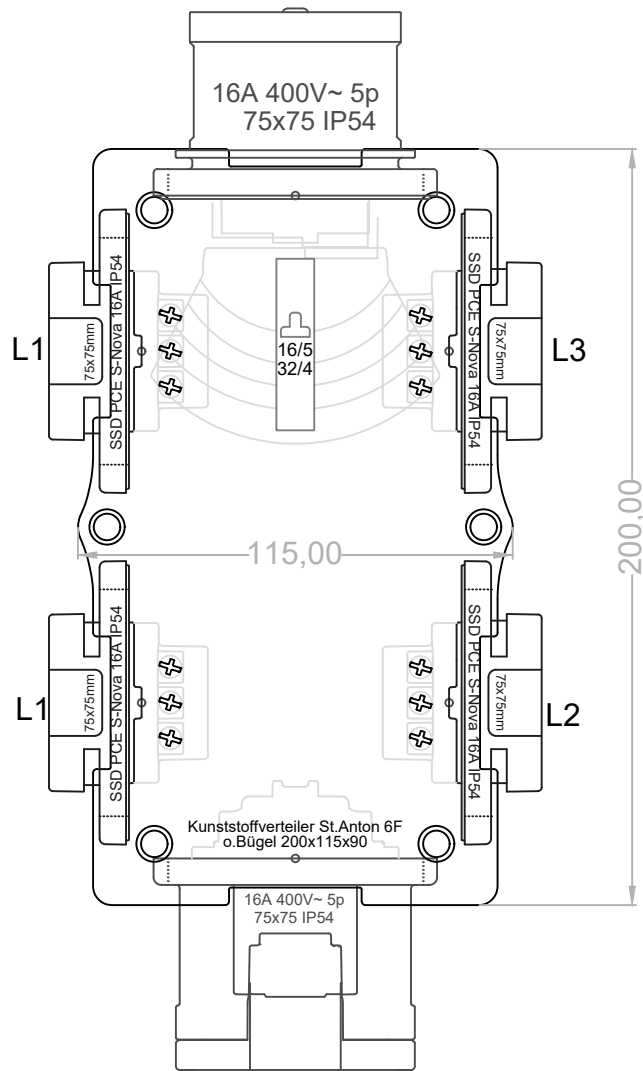 16A 400V~ 5p
75x75 IP54
L1
75x75mm
SSD PCE S-Nova 16A IP54
16/5
32/4
SSD PCE S-Nova 16A IP54
75x75mm
L3
115,00
200,00
L1
75x75mm
SSD PCE S-Nova 16A IP54
SSD PCE S-Nova 16A IP54
75x75mm
L2
Kunststoffverteiler St.Anton 6F
o.Bügel 200x115x90
16A 400V~ 5p
75x75 IP54